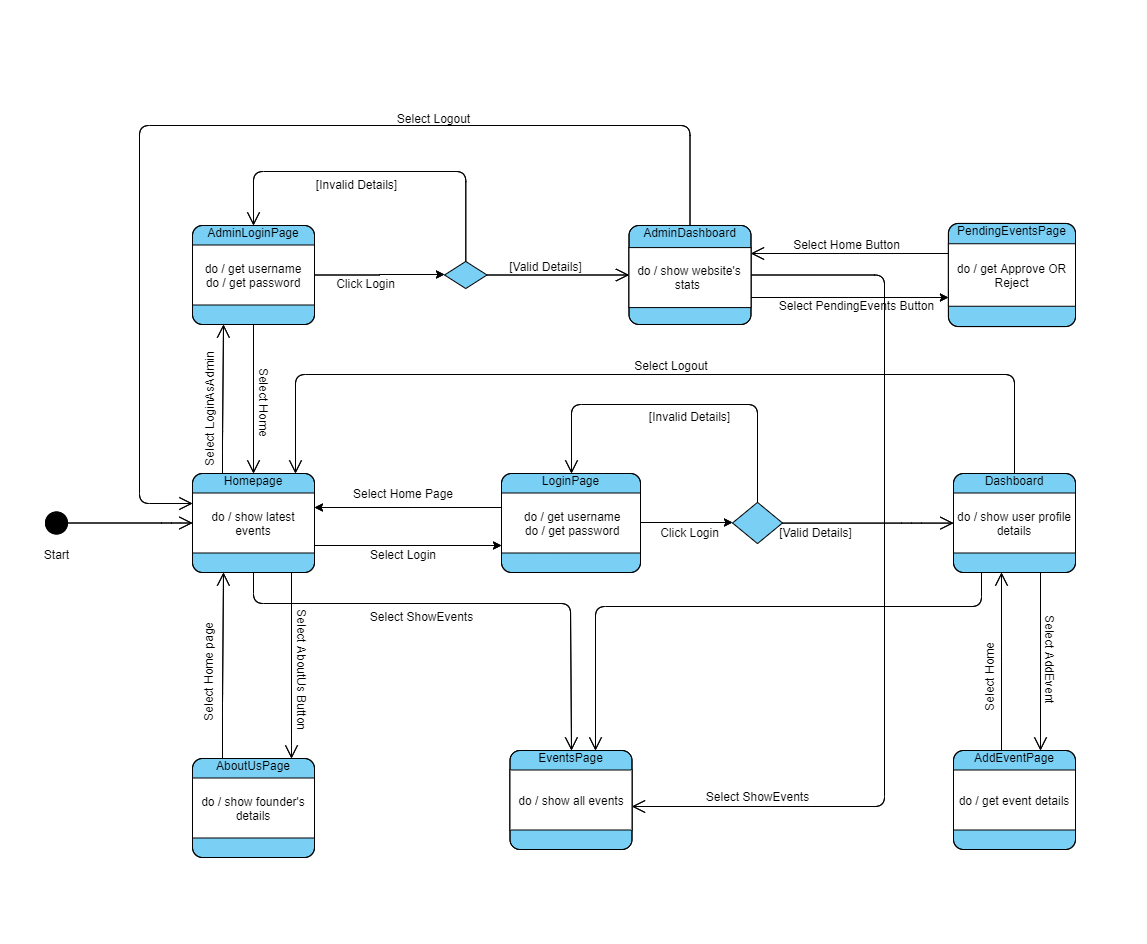 Select Logout
[Invalid Details]
AdminLoginPage
do / get username
do / get password
Click Login
[Valid Details]
AdminDashboard
do / show website's
stats
Select Home Button
Select PendingEvents Button
PendingEventsPage
do / get Approve OR
Reject
Select LoginAsAdmin
Select Home
Select Logout
[Invalid Details]
Start
Homepage
do / show latest
events
Select Home Page
Select Login
LoginPage
do / get username
do / get password
Click Login
[Valid Details]
Dashboard
do / show user profile
details
Select Home page
Select AboutUs Button
Select ShowEvents
Select Home
Select AddEvent
AboutUsPage
do / show founder's
details
EventsPage
do / show all events
Select ShowEvents
AddEventPage
do / get event details